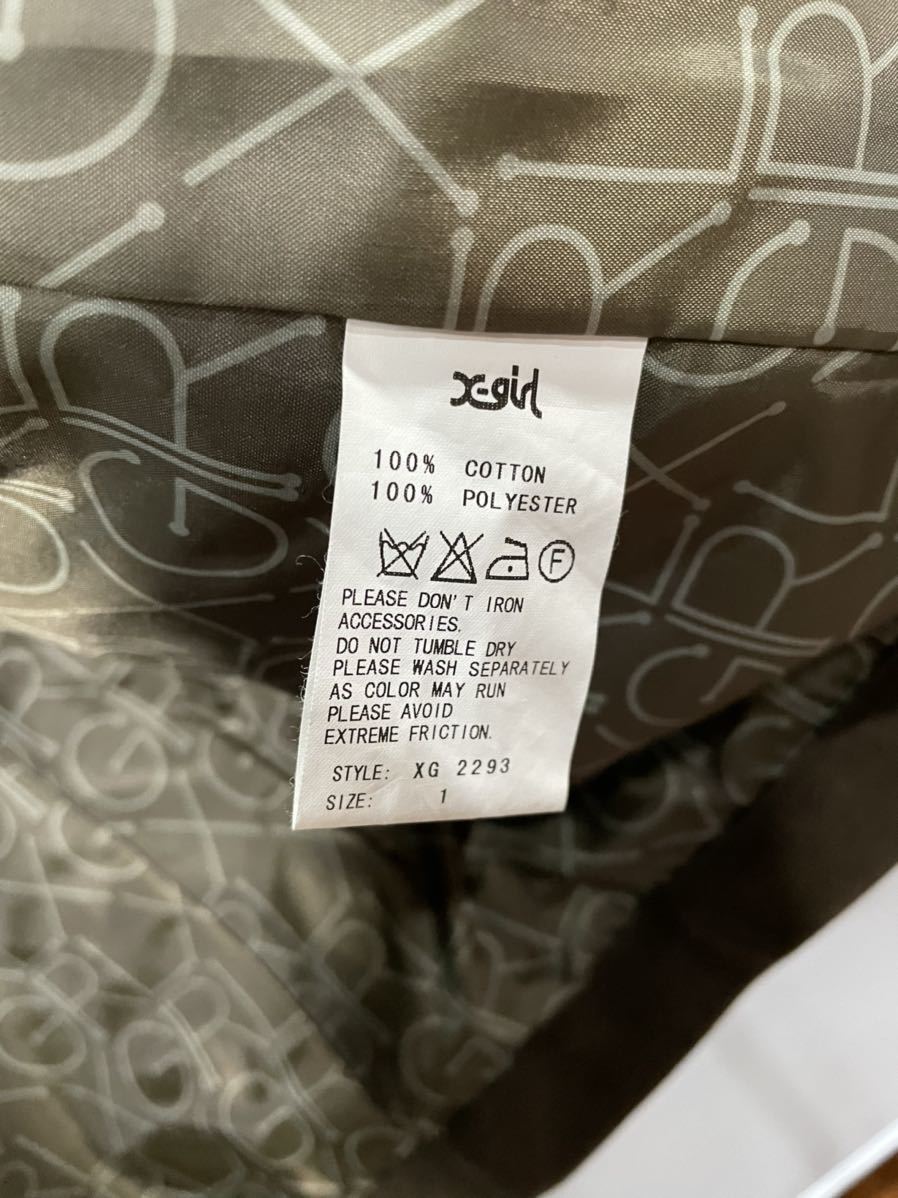 X-girl
100% COTTON
100% POLYESTER
F
PLEASE DON'T IRON
ACCESSORIES.
DO NOT TUMBLE DRY
PLEASE WASH SEPARATELY
AS COLOR MAY RUN
PLEASE AVOID
EXTREME FRICTION.
STYLE: XG 2293
SIZE: 1